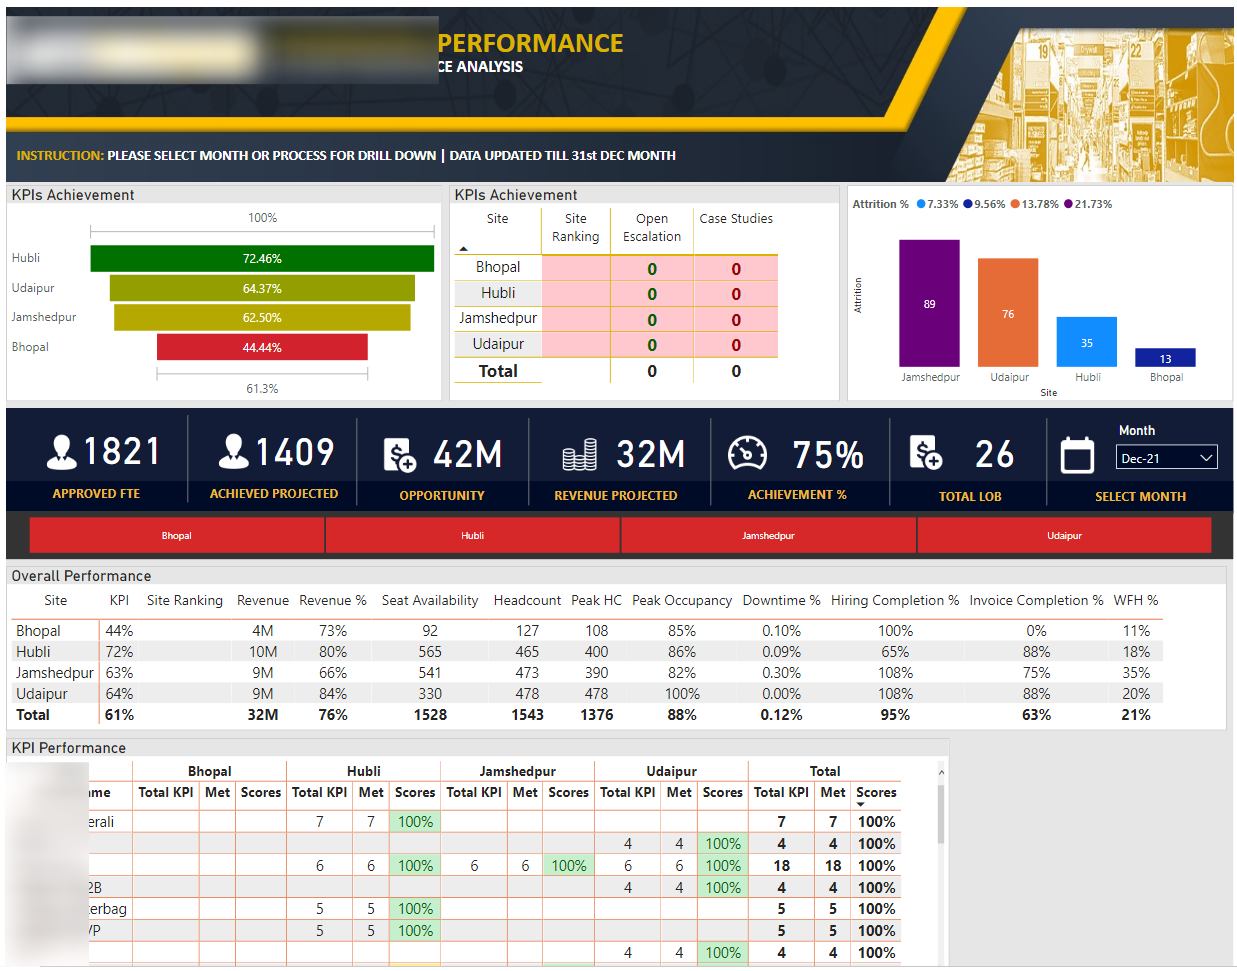 PERFORMANCE
CE ANALYSIS
INSTRUCTION: PLEASE SELECT MONTH OR PROCESS FOR DRILL DOWN | DATA UPDATED TILL 31st DEC MONTH
KPIs Achievement
100%
Hubli 72.46%
Udaipur 64.37%
Jamshedpur 62.50%
Bhopal 44.44%
61.3%
KPIs Achievement
Site Site Ranking Open Escalation Case Studies
Bhopal 0 0
Hubli 0 0
Jamshedpur 0 0
Udaipur 0 0
Total 0 0
Attrition % 7.33% 9.56% 13.78% 21.73%
Attrition
89 76 35 13
Jamshedpur Udaipur Hubli Bhopal
Site
19 22
1821 1409 42M 32M 75% 26
Month
Dec-21
APPROVED FTE ACHIEVED PROJECTED OPPORTUNITY REVENUE PROJECTED ACHIEVEMENT % TOTAL LOB SELECT MONTH
Bhopal Hubli Jamshedpur Udaipur
Overall Performance
Site KPI Site Ranking Revenue Revenue % Seat Availability Headcount Peak HC Peak Occupancy Downtime % Hiring Completion % Invoice Completion % WFH %
Bhopal 44% 4M 73% 92 127 108 85% 0.10% 100% 0% 11%
Hubli 72% 10M 80% 565 465 400 86% 0.09% 65% 88% 18%
Jamshedpur 63% 9M 66% 541 473 390 82% 0.30% 108% 75% 35%
Udaipur 64% 9M 84% 330 478 478 100% 0.00% 108% 88% 20%
Total 61% 32M 76% 1528 1543 1376 88% 0.12% 95% 63% 21%
KPI Performance
Bhopal Hubli Jamshedpur Udaipur Total
me Total KPI Met Scores Total KPI Met Scores Total KPI Met Scores Total KPI Met Scores Total KPI Met Scores
erali 7 7 100% 7 7 100%
4 4 100% 4 4 100%
6 6 100% 6 6 100% 6 6 100% 18 18 100%
2B 4 4 100% 4 4 100%
terbag 5 5 100% 5 5 100%
VP 5 5 100% 5 5 100%
4 4 100% 4 4 100%